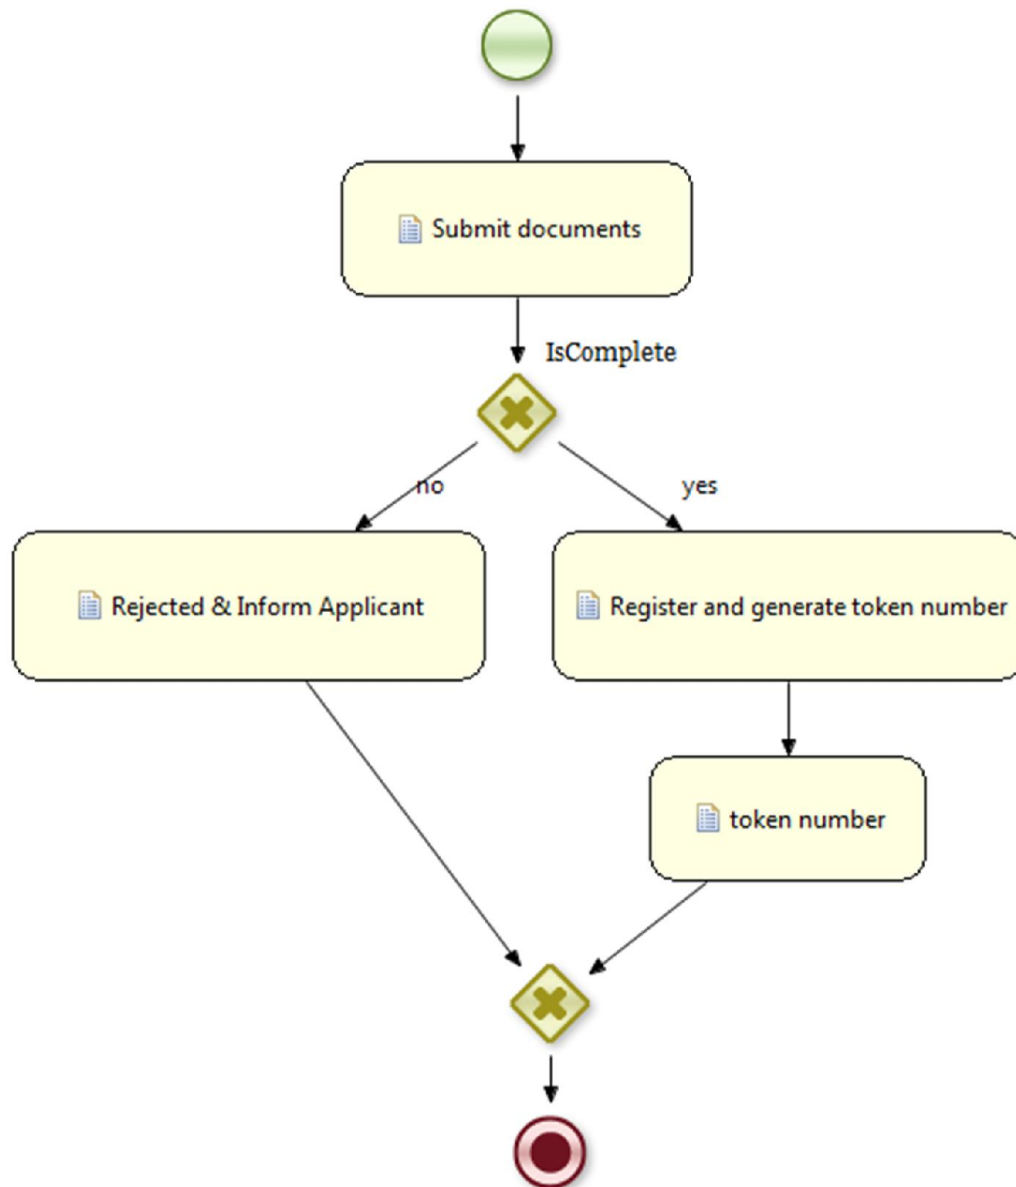 Submit documents
IsComplete
no
yes
Rejected & Inform Applicant
Register and generate token number
token number